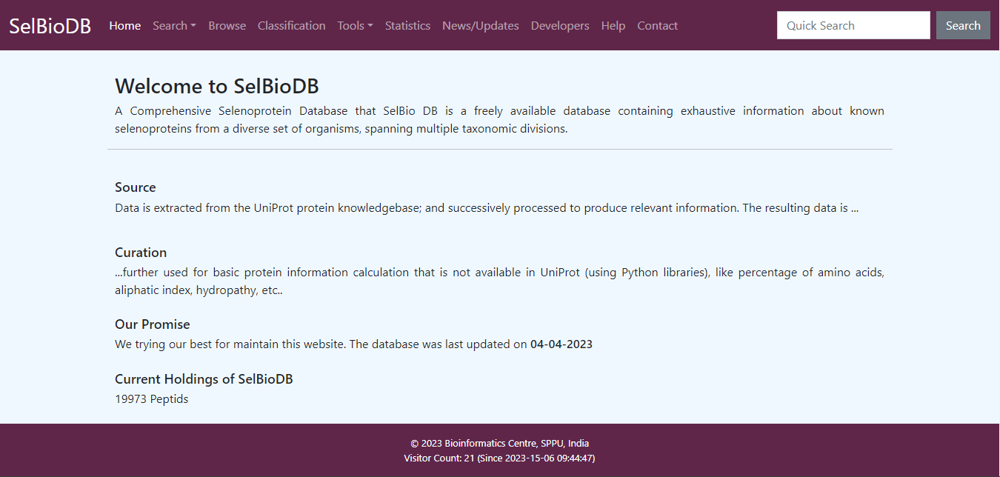 SelBioDB Home Search Browse Classification Tools Statistics News/Updates Developers Help Contact Quick Search Search
Welcome to SelBioDB
A Comprehensive Selenoprotein Database that SelBio DB is a freely available database containing exhaustive information about known
selenoproteins from a diverse set of organisms, spanning multiple taxonomic divisions.
Source
Data is extracted from the UniProt protein knowledgebase; and successively processed to produce relevant information. The resulting data is ...
Curation
...further used for basic protein information calculation that is not available in UniProt (using Python libraries), like percentage of amino acids,
aliphatic index, hydropathy, etc..
Our Promise
We trying our best for maintain this website. The database was last updated on 04-04-2023
Current Holdings of SelBioDB
19973 Peptids
© 2023 Bioinformatics Centre, SPPU, India
Visitor Count: 21 (Since 2023-15-06 09:44:47)